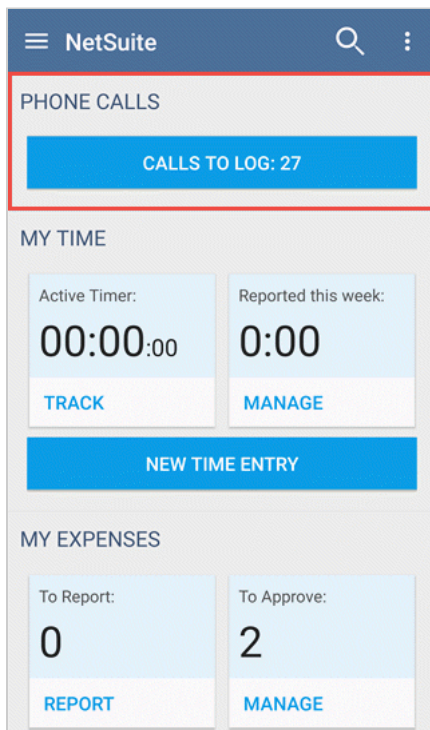 NetSuite
PHONE CALLS
CALLS TO LOG: 27
MY TIME
Active Timer:
00:00:00
TRACK
Reported this week:
0:00
MANAGE
NEW TIME ENTRY
MY EXPENSES
To Report:
0
REPORT
To Approve:
2
MANAGE